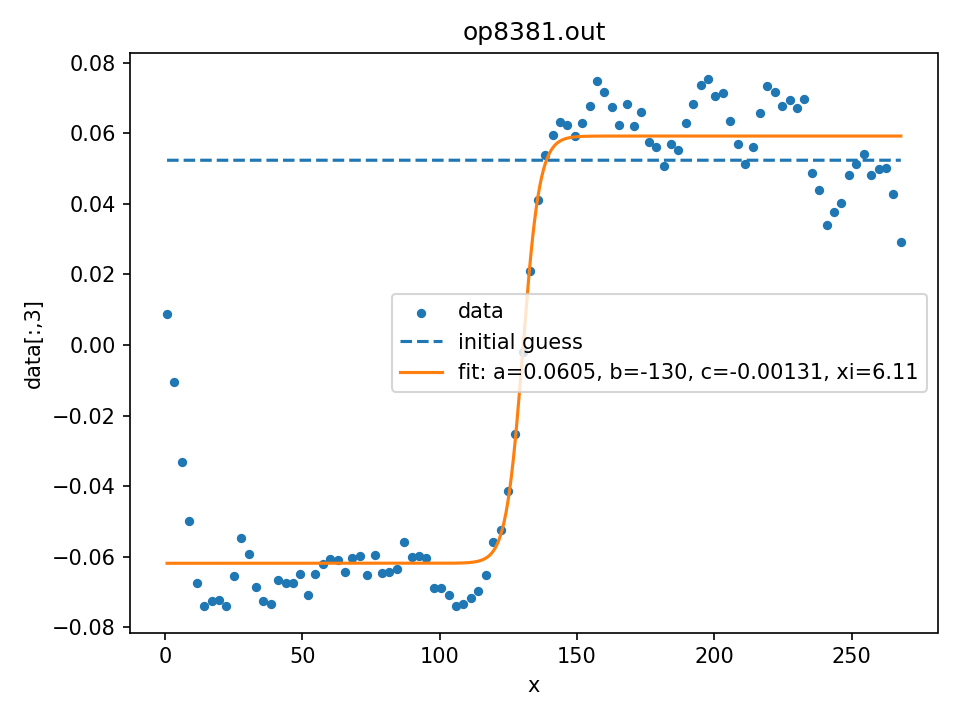 op8381.out
0.08
0.06
0.04
0.02
0.00
−0.02
−0.04
−0.06
−0.08
data[:,3]
data
initial guess
fit: a=0.0605, b=-130, c=-0.00131, xi=6.11
0 50 100 150 200 250
x